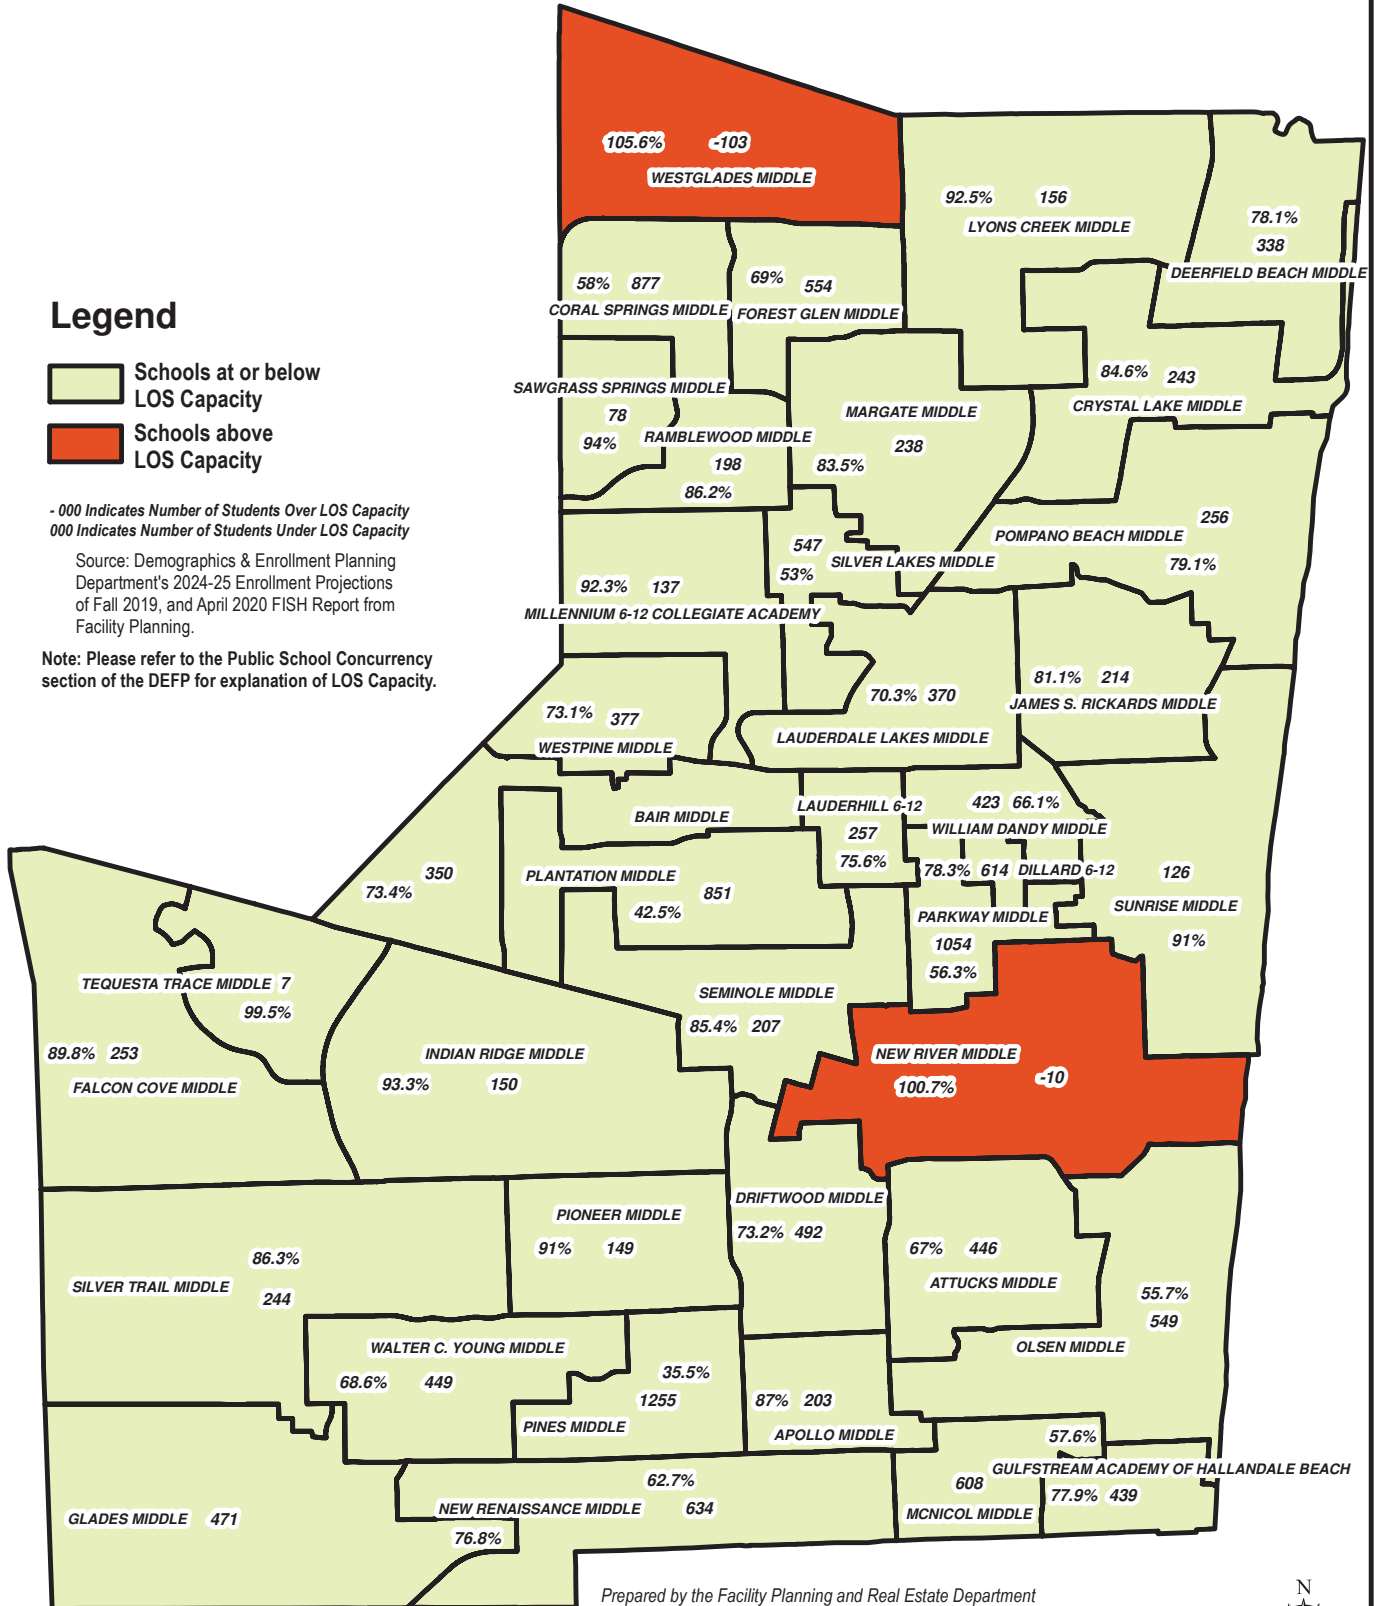 105.6% -103
WESTGLADES MIDDLE
92.5% 156
LYONS CREEK MIDDLE
78.1%
338
DEERFIELD BEACH MIDDLE
58% 877
CORAL SPRINGS MIDDLE
69% 554
FOREST GLEN MIDDLE
Legend
Schools at or below
LOS Capacity
Schools above
LOS Capacity
- 000 Indicates Number of Students Over LOS Capacity
000 Indicates Number of Students Under LOS Capacity
Source: Demographics & Enrollment Planning
Department's 2024-25 Enrollment Projections
of Fall 2019, and April 2020 FISH Report from
Facility Planning.
Note: Please refer to the Public School Concurrency
section of the DEFP for explanation of LOS Capacity.
84.6% 243
CRYSTAL LAKE MIDDLE
SAWGRASS SPRINGS MIDDLE
78
94%
MARGATE MIDDLE
238
83.5%
RAMBLEWOOD MIDDLE
198
86.2%
256
POMPANO BEACH MIDDLE
79.1%
547
53%
SILVER LAKES MIDDLE
92.3% 137
MILLENNIUM 6-12 COLLEGIATE ACADEMY
81.1% 214
JAMES S. RICKARDS MIDDLE
70.3% 370
LAUDERDALE LAKES MIDDLE
73.1% 377
WESTPINE MIDDLE
BAIR MIDDLE
350
73.4%
LAUDERHILL 6-12
257
75.6%
423 66.1%
WILLIAM DANDY MIDDLE
78.3% 614 DILLARD 6-12
PLANTATION MIDDLE
851
42.5%
126
SUNRISE MIDDLE
91%
PARKWAY MIDDLE
1054
56.3%
TEQUESTA TRACE MIDDLE 7
99.5%
SEMINOLE MIDDLE
85.4% 207
89.8% 253
FALCON COVE MIDDLE
INDIAN RIDGE MIDDLE
93.3% 150
NEW RIVER MIDDLE
100.7% -10
DRIFTWOOD MIDDLE
73.2% 492
PIONEER MIDDLE
91% 149
67% 446
ATTUCKS MIDDLE
86.3%
SILVER TRAIL MIDDLE
244
55.7%
549
OLSEN MIDDLE
WALTER C. YOUNG MIDDLE
68.6% 449
35.5%
1255
PINES MIDDLE
87% 203
APOLLO MIDDLE
57.6%
608
MCNICOL MIDDLE
GULFSTREAM ACADEMY OF HALLANDALE BEACH
77.9% 439
62.7%
NEW RENAISSANCE MIDDLE 634
GLADES MIDDLE 471
76.8%
Prepared by the Facility Planning and Real Estate Department
N